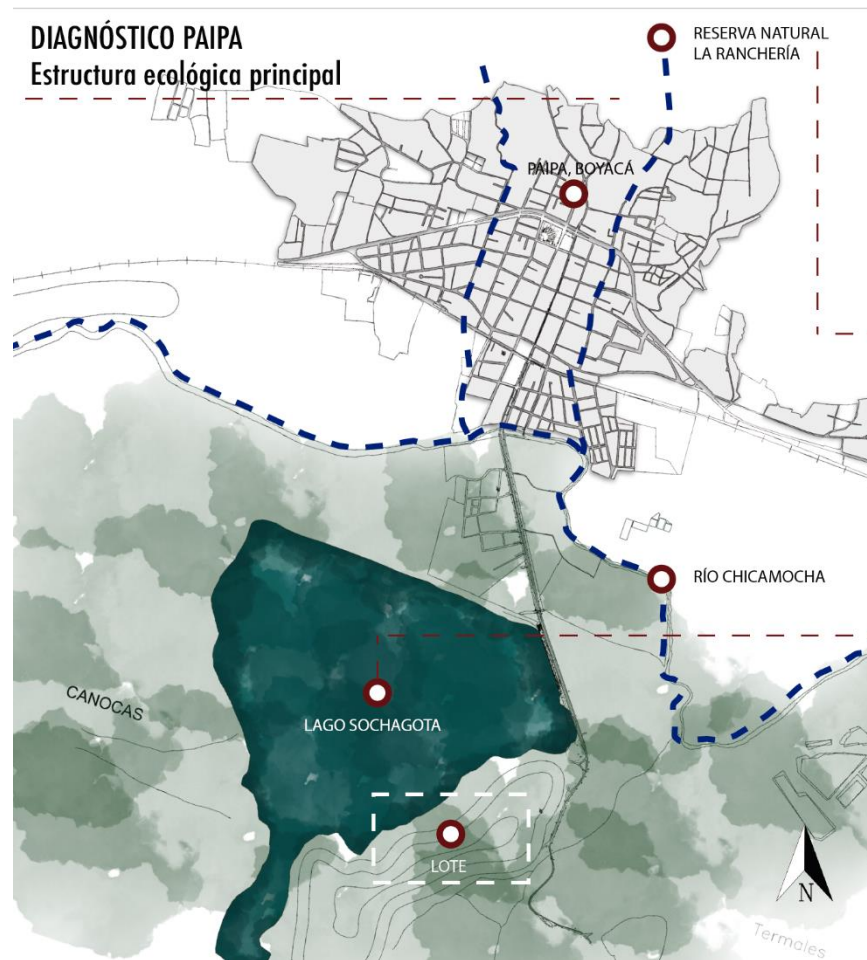 DIAGNÓSTICO PAIPA
Estructura ecológica principal
RESERVA NATURAL
LA RANCHERÍA
PAIPA, BOYACÁ
RÍO CHICAMOCHA
CANOCAS
LAGO SOCHAGOTA
LOTE
N
Termales